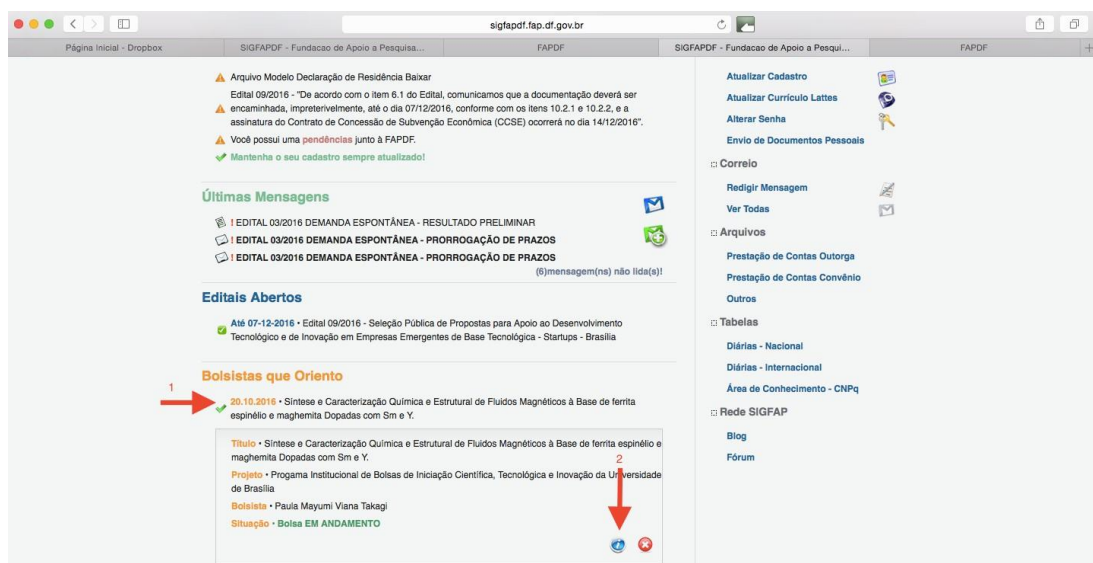 sigfapdf.fap.df.gov.br
Página Inicial - Dropbox
SIGFAPDF - Fundacao de Apoio a Pesquisa...
FAPDF
SIGFAPDF - Fundacao de Apoio a Pesqui...
FAPDF
Arquivo Modelo Declaração de Residência Baixar
Edital 09/2016 - "De acordo com o item 6.1 do Edital, comunicamos que a documentação deverá ser
encaminhada, impreterivelmente, até o dia 07/12/2016, conforme com os itens 10.2.1 e 10.2.2, e a
assinatura do Contrato de Concessão de Subvenção Econômica (CCSE) ocorrerá no dia 14/12/2016".
Você possui uma pendências junto à FAPDF.
Mantenha o seu cadastro sempre atualizado!
Últimas Mensagens
! EDITAL 03/2016 DEMANDA ESPONTÂNEA - RESULTADO PRELIMINAR
! EDITAL 03/2016 DEMANDA ESPONTÂNEA - PRORROGAÇÃO DE PRAZOS
! EDITAL 03/2016 DEMANDA ESPONTÂNEA - PRORROGAÇÃO DE PRAZOS
(6)mensagem(ns) não lida(s)!
Editais Abertos
Até 07-12-2016 • Edital 09/2016 - Seleção Pública de Propostas para Apoio ao Desenvolvimento
Tecnológico e de Inovação em Empresas Emergentes de Base Tecnológica - Startups - Brasília
Bolsistas que Oriento
1
20.10.2016 • Síntese e Caracterização Química e Estrutural de Fluidos Magnéticos à Base de ferrita
espinélio e maghemita Dopadas com Sm e Y.
Título • Síntese e Caracterização Química e Estrutural de Fluidos Magnéticos à Base de ferrita espinélio e
maghemita Dopadas com Sm e Y.
2
Projeto • Progama Institucional de Bolsas de Iniciação Científica, Tecnológica e Inovação da Universidade
de Brasília
Bolsista • Paula Mayumi Viana Takagi
Situação • Bolsa EM ANDAMENTO
Atualizar Cadastro
Atualizar Currículo Lattes
Alterar Senha
Envio de Documentos Pessoais
Correio
Redigir Mensagem
Ver Todas
Arquivos
Prestação de Contas Outorga
Prestação de Contas Convênio
Outros
Tabelas
Diárias - Nacional
Diárias - Internacional
Área de Conhecimento - CNPq
Rede SIGFAP
Blog
Fórum